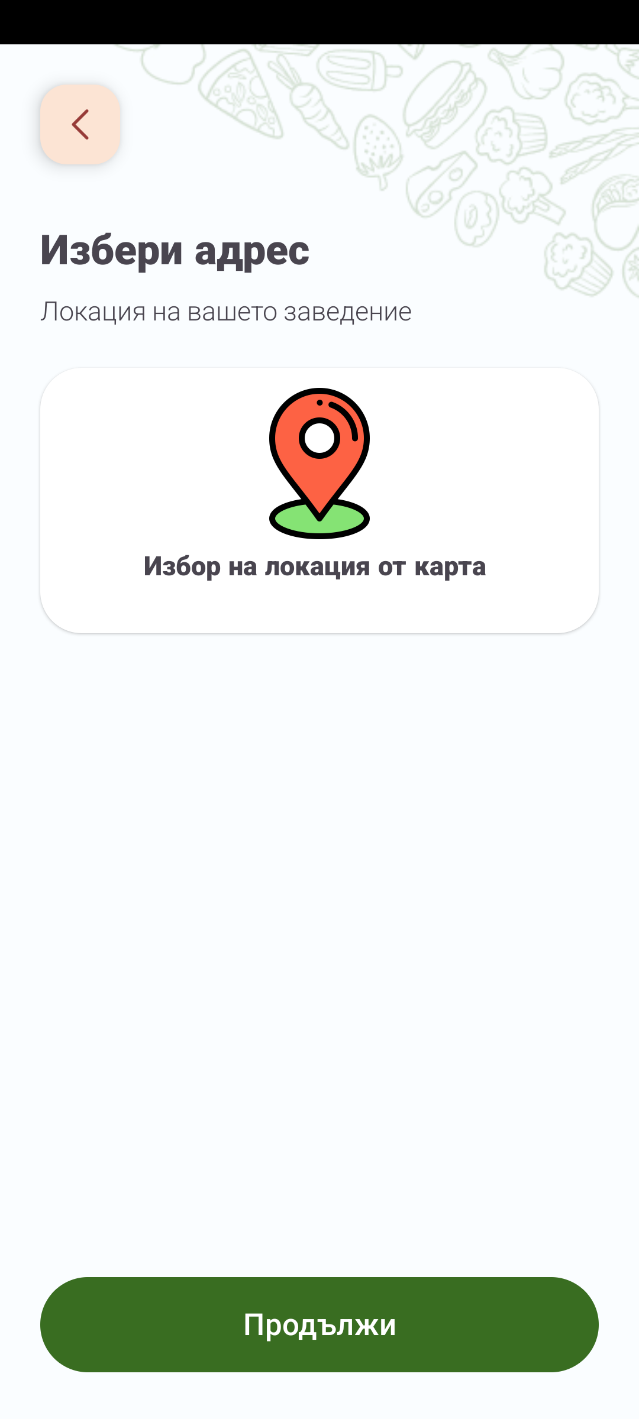 Избери адрес
Локация на вашето заведение
Избор на локация от карта
Продължи